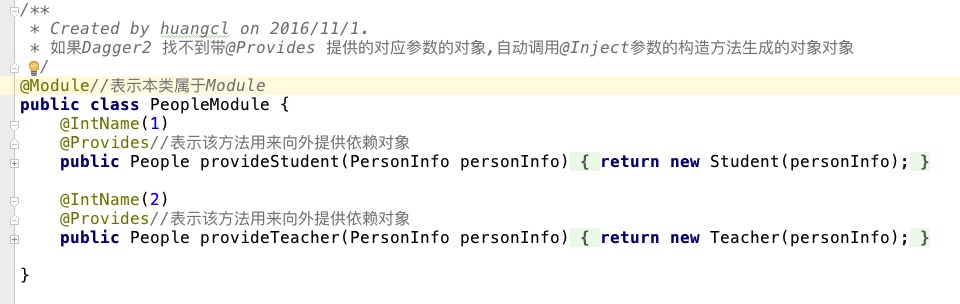 /**
 * Created by huangcl on 2016/11/1.
 * 如果Dagger2 找不到带@Provides 提供的对应参数的对象,自动调用@Inject参数的构造方法生成的对象对象
 */
@Module//表示本类属于Module
public class PeopleModule {
    @IntName(1)
    @Provides//表示该方法用来向外提供依赖对象
    public People provideStudent(PersonInfo personInfo) { return new Student(personInfo); }

    @IntName(2)
    @Provides//表示该方法用来向外提供依赖对象
    public People provideTeacher(PersonInfo personInfo) { return new Teacher(personInfo); }

}